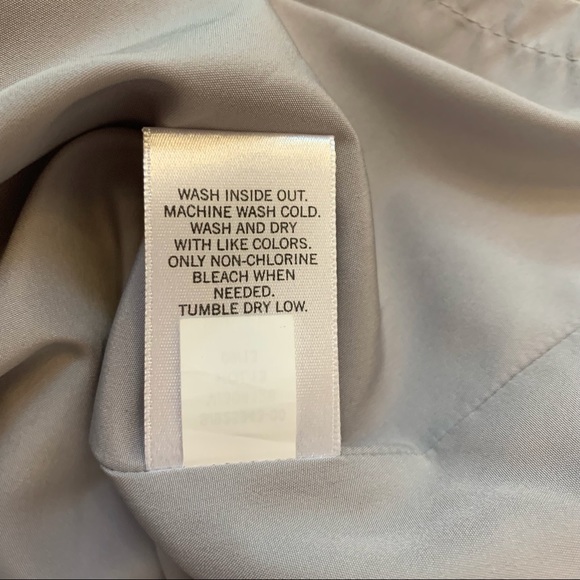 WASH INSIDE OUT.
MACHINE WASH COLD.
WASH AND DRY
WITH LIKE COLORS.
ONLY NON-CHLORINE
BLEACH WHEN
NEEDED.
TUMBLE DRY LOW.